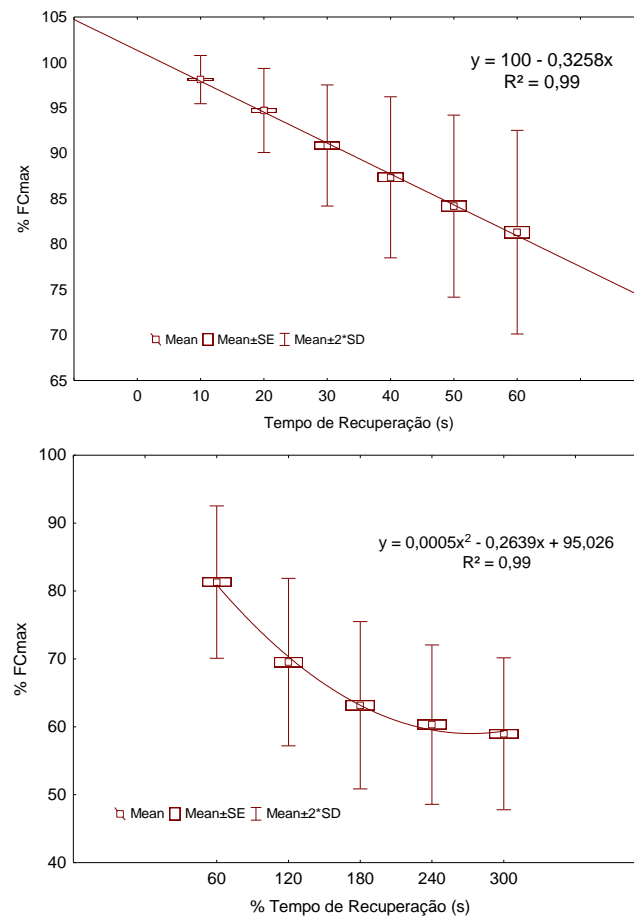 105
100
95
90
85
80
75
70
65
% FCmax
y = 100 - 0,3258x
R² = 0,99
Mean Mean±SE Mean±2*SD
0 10 20 30 40 50 60
Tempo de Recuperação (s)
100
90
80
70
60
50
40
% FCmax
y = 0,0005x² - 0,2639x + 95,026
R² = 0,99
Mean Mean±SE Mean±2*SD
60 120 180 240 300
% Tempo de Recuperação (s)